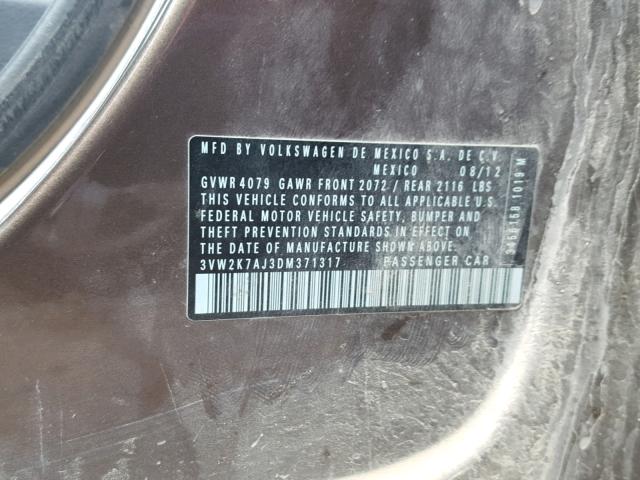 MFD BY VOLKSWAGEN DE MEXICO S.A. DE C.V.
MEXICO 08/12
GVWR 4079 GAWR FRONT 2072 / REAR 2116 LBS
THIS VEHICLE CONFORMS TO ALL APPLICABLE U.S.
FEDERAL MOTOR VEHICLE SAFETY, BUMPER AND
THEFT PREVENTION STANDARDS IN EFFECT ON
THE DATE OF MANUFACTURE SHOWN ABOVE.
3VW2K7AJ3DM371317 PASSENGER CAR
1019 M